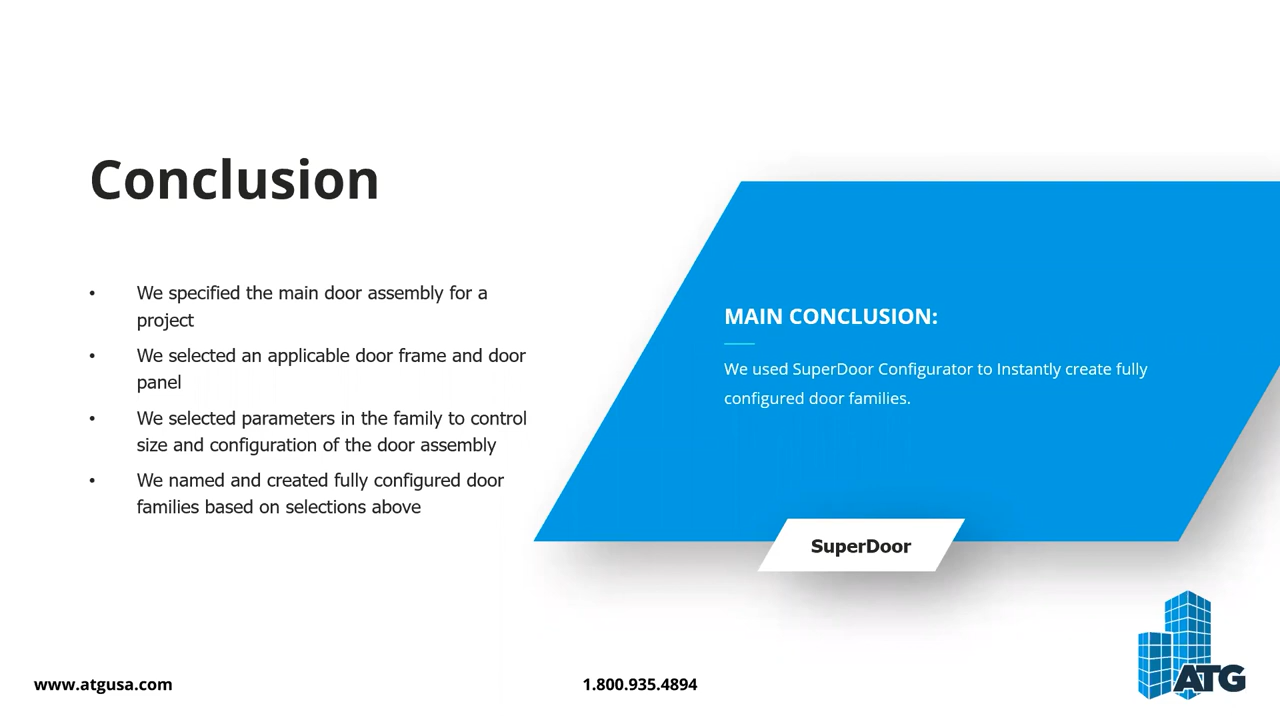 Conclusion
• We specified the main door assembly for a
project
• We selected an applicable door frame and door
panel
• We selected parameters in the family to control
size and configuration of the door assembly
• We named and created fully configured door
families based on selections above
MAIN CONCLUSION:
We used SuperDoor Configurator to Instantly create fully
configured door families.
SuperDoor
www.atgusa.com
1.800.935.4894
ATG